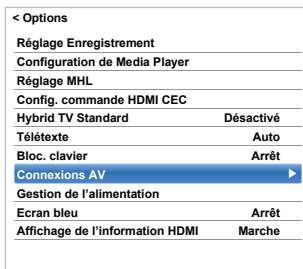 < Options
Réglage Enregistrement
Configuration de Media Player
Réglage MHL
Config. commande HDMI CEC
Hybrid TV Standard Désactivé
Télétexte Auto
Bloc. clavier Arrêt
Connexions AV
Gestion de l'alimentation
Ecran bleu Arrêt
Affichage de l'information HDMI Marche